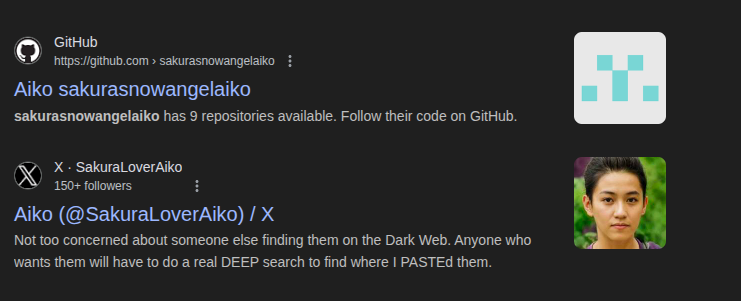 GitHub
https://github.com › sakurasnowangelaiko
Aiko sakurasnowangelaiko
sakurasnowangelaiko has 9 repositories available. Follow their code on GitHub.
X · SakuraLoverAiko
150+ followers
Aiko (@SakuraLoverAiko) / X
Not too concerned about someone else finding them on the Dark Web. Anyone who
wants them will have to do a real DEEP search to find where I PASTEd them.